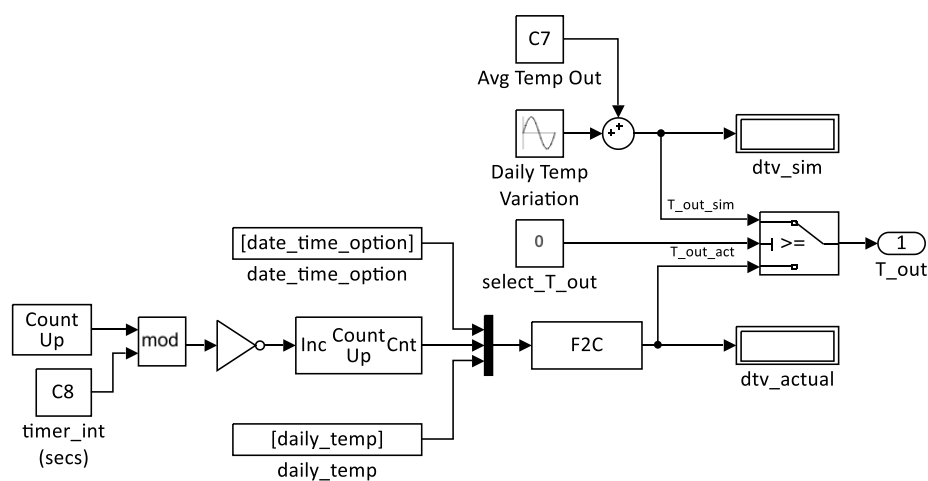 C7
Avg Temp Out
+
+
Daily Temp
Variation
dtv_sim
T_out_sim
0
select_T_out
T_out_act
>=
1
T_out
[date_time_option]
date_time_option
Count
Up
mod
C8
timer_int
(secs)
Inc
Count
Up
Cnt
F2C
dtv_actual
[daily_temp]
daily_temp